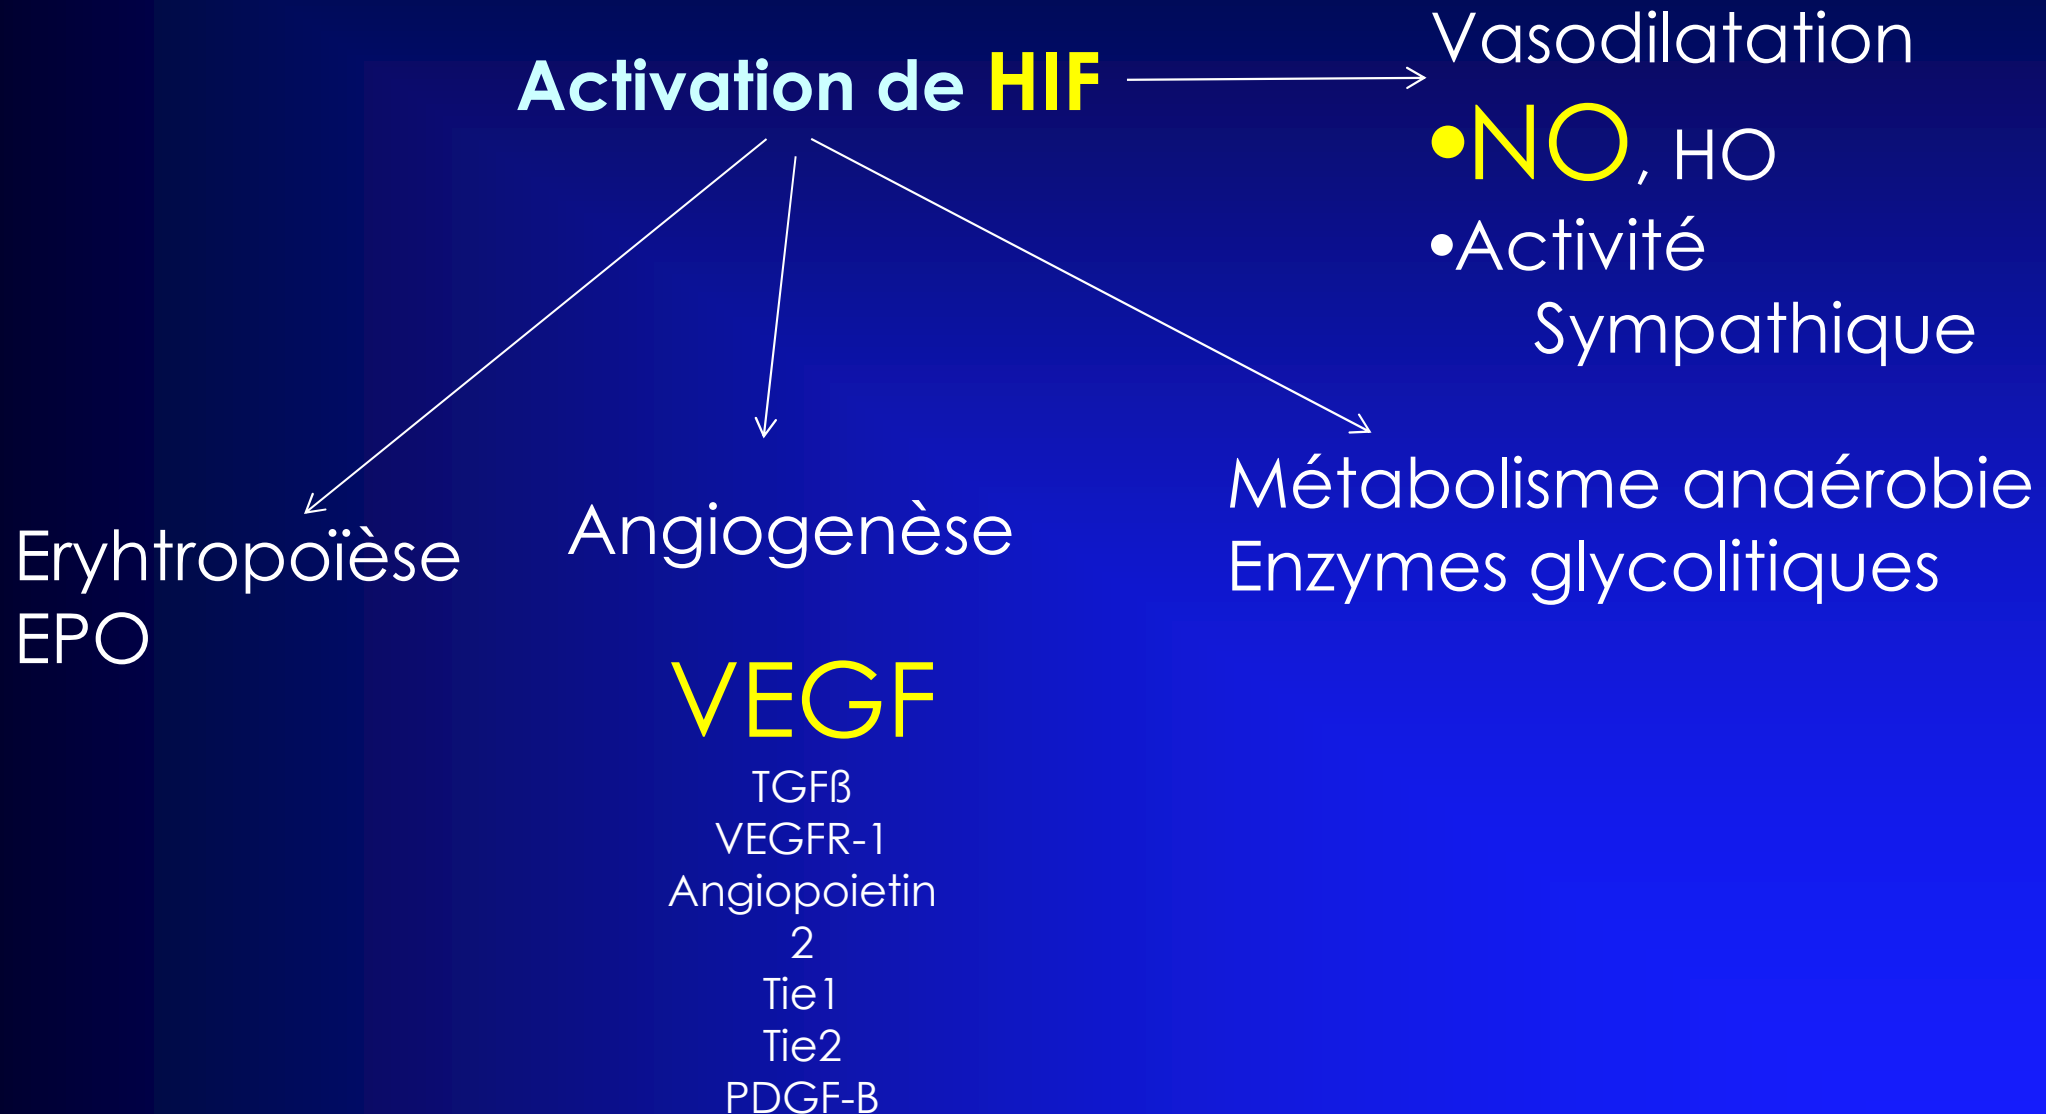 Activation de HIF
Vasodilatation
•NO, HO
•Activité
Sympathique
Eryhtropoïèse
EPO
Angiogenèse
VEGF
TGFß
VEGFR-1
Angiopoietin
2
Tie1
Tie2
PDGF-B
Métabolisme anaérobie
Enzymes glycolitiques